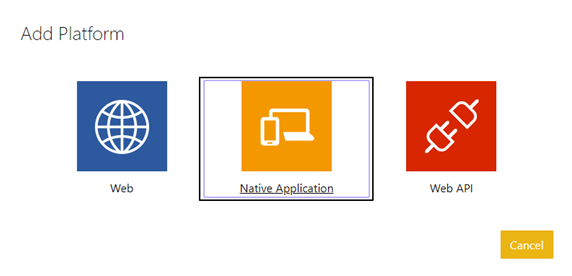 Add Platform
Web
Native Application
Web API
Cancel